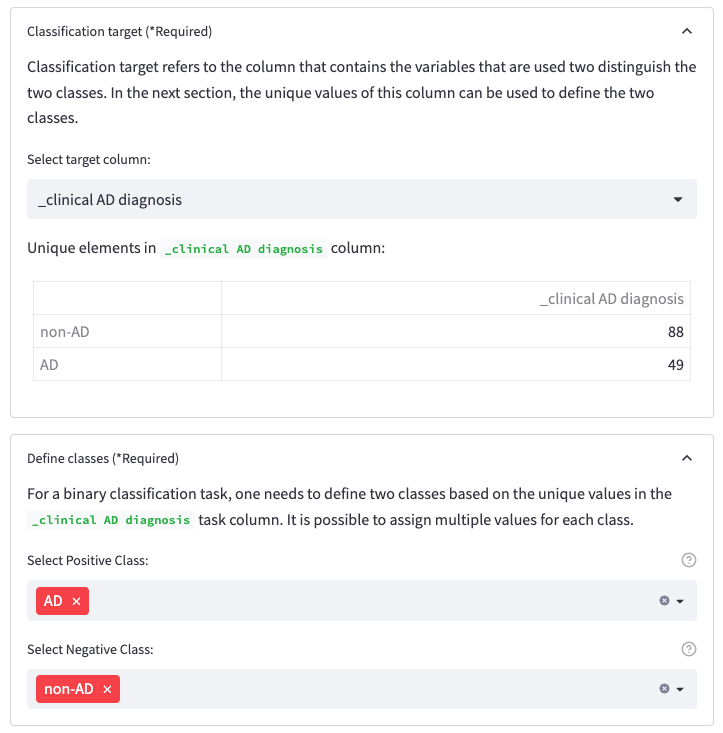 Classification target (*Required)
Classification target refers to the column that contains the variables that are used two distinguish the
two classes. In the next section, the unique values of this column can be used to define the two
classes.
Select target column:
_clinical AD diagnosis
Unique elements in _clinical AD diagnosis column:
_clinical AD diagnosis
non-AD 88
AD 49
Define classes (*Required)
For a binary classification task, one needs to define two classes based on the unique values in the
_clinical AD diagnosis task column. It is possible to assign multiple values for each class.
Select Positive Class:
AD ×
Select Negative Class:
non-AD ×